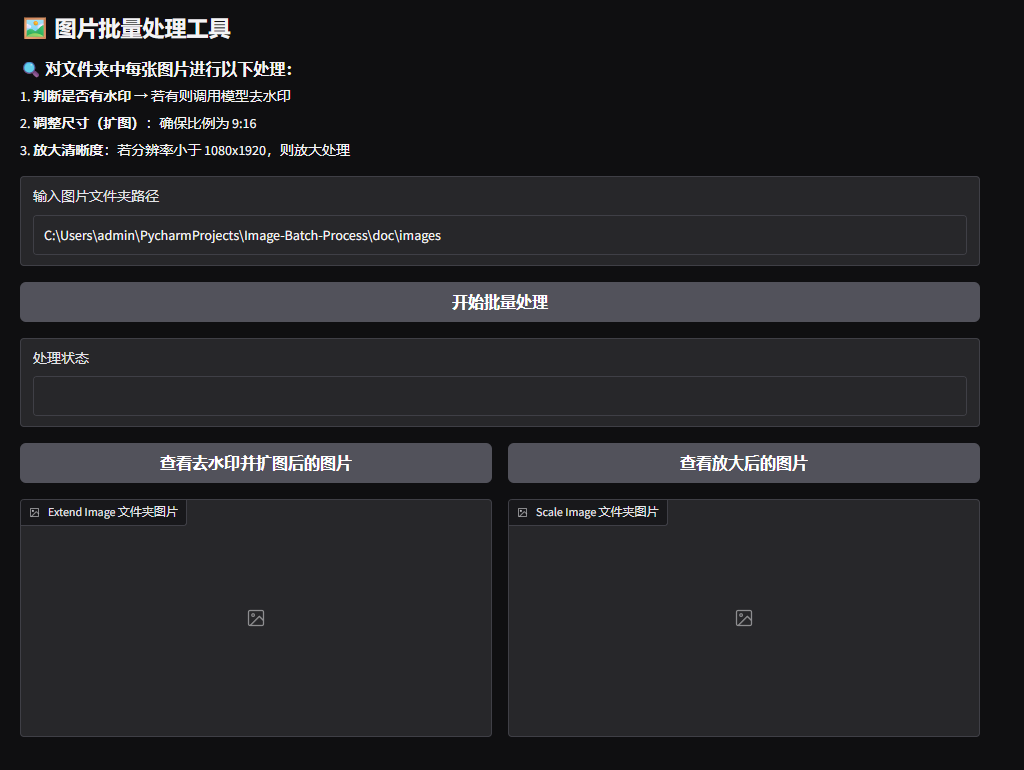 图片批量处理工具
对文件夹中每张图片进行以下处理：
1. 判断是否有水印 → 若有则调用模型去水印
2. 调整尺寸（扩图）：确保比例为 9:16
3. 放大清晰度：若分辨率小于 1080x1920，则放大处理
输入图片文件夹路径
C:\Users\admin\PycharmProjects\Image-Batch-Process\doc\images
开始批量处理
处理状态
查看去水印并扩图后的图片
查看放大后的图片
Extend Image 文件夹图片
Scale Image 文件夹图片